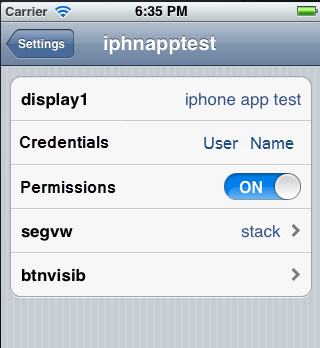 Carrier 6:35 PM
Settings iphnapptest
display1 iphone app test
Credentials User Name
Permissions ON
segvw stack
btnvisib